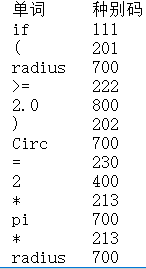 单词 种别码
if 111
( 201
radius 700
>= 222
2.0 800
) 202
Circ 700
= 230
2 400
* 213
pi 700
* 213
radius 700